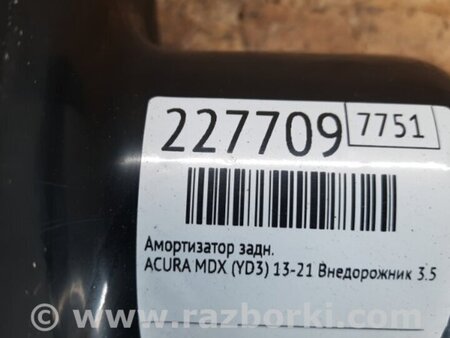 227709 7751
Амортизатор задн.
ACURA MDX (YD3) 13-21 Внедорожник 3.5
© www.razborki.com